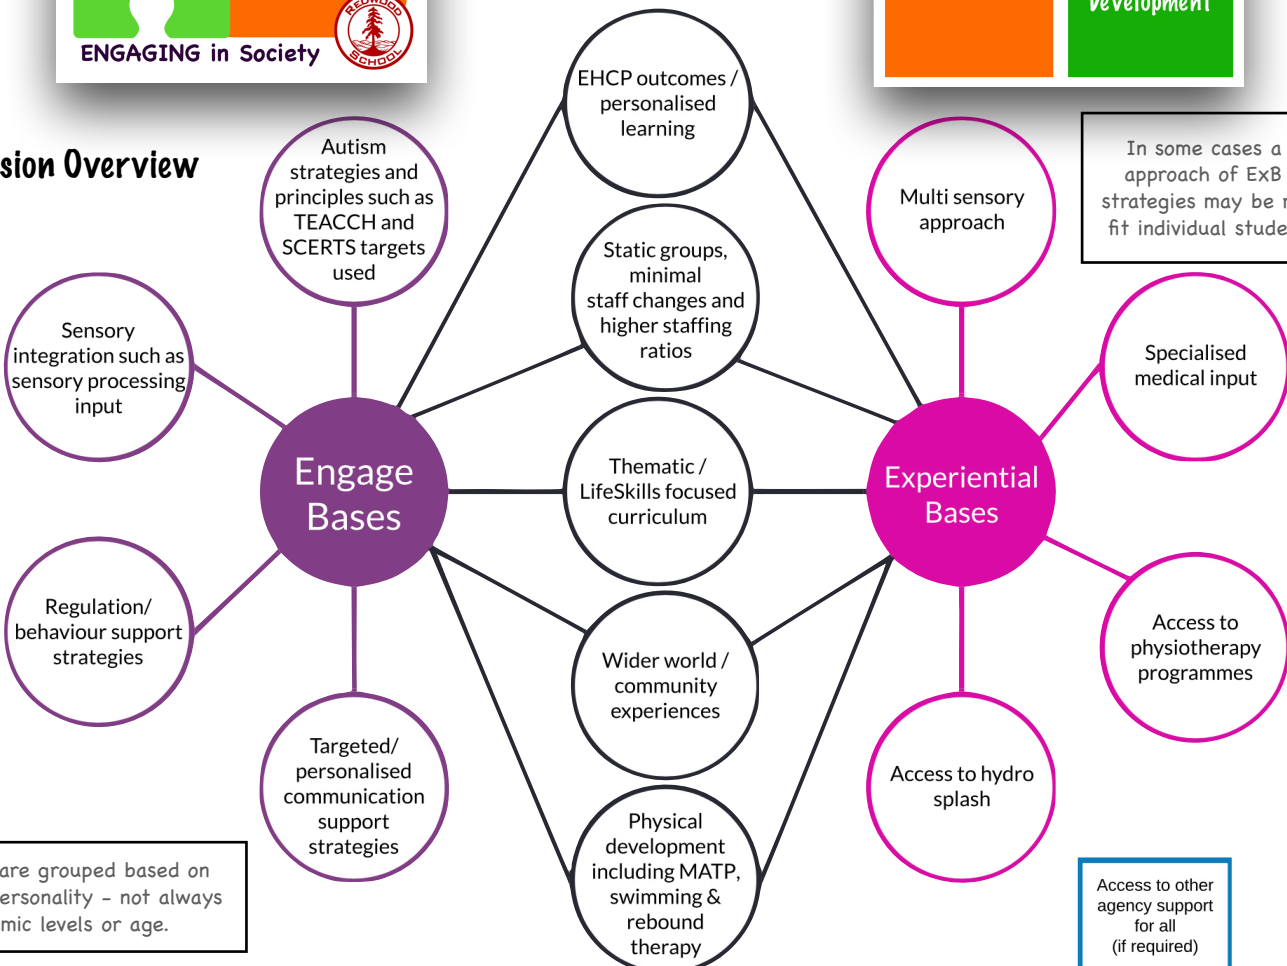 ENGAGING in Society
REDWOOD
SCHOOL
Development
sion Overview
EHCP outcomes /
personalised
learning
Autism
strategies and
principles such as
TEACCH and
SCERTS targets
used
Static groups,
minimal
staff changes and
higher staffing
ratios
Multi sensory
approach
In some cases a
approach of ExB
strategies may be
fit individual stude
Sensory
integration such as
sensory processing
input
Specialised
medical input
Engage
Bases
Thematic /
LifeSkills focused
curriculum
Experiential
Bases
Regulation/
behaviour support
strategies
Wider world /
community
experiences
Access to
physiotherapy
programmes
Targeted/
personalised
communication
support
strategies
Access to hydro
splash
Physical
development
including MATP,
swimming &
rebound
therapy
are grouped based on
ersonality - not always
mic levels or age.
Access to other
agency support
for all
(if required)